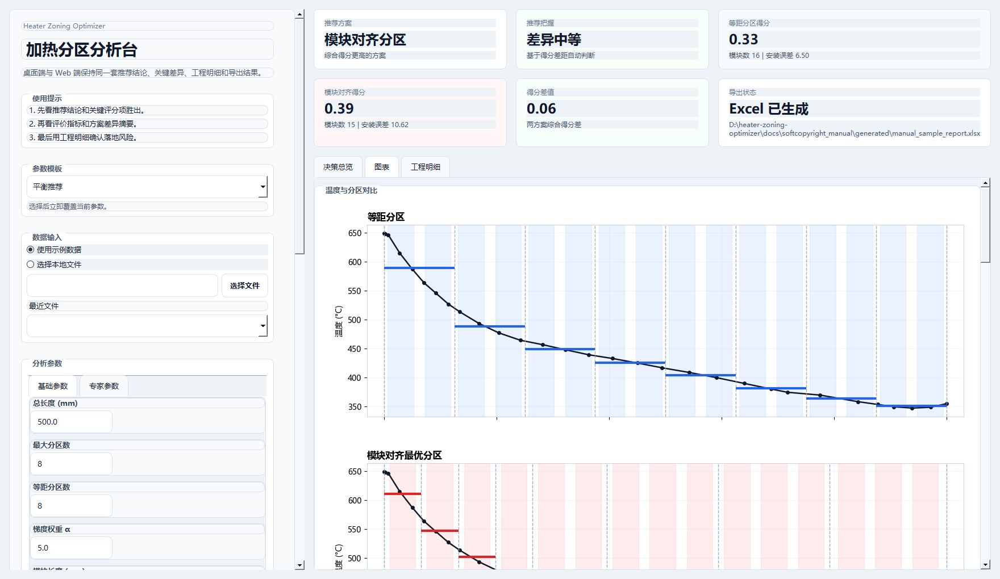 Heater Zoning Optimizer
加热分区分析台
桌面端与 Web 端保持同一套推荐结论、关键差异、工程明细和导出结果。
使用提示
1. 先看推荐结论和关键评分项胜出。
2. 再看评价指标和方案差异摘要。
3. 最后用工程明细确认落地风险。
参数模板
平衡推荐
选择后立即覆盖当前参数。
数据输入
使用示例数据
选择本地文件
选择文件
最近文件
分析参数
基础参数
专家参数
总长度 (mm)
500.0
最大分区数
8
等距分区数
8
梯度权重 α
5.0
推荐方案
模块对齐分区
综合得分更高的方案
推荐把握
差异中等
基于得分差距自动判断
等距分区得分
0.33
模块数 16 | 安装误差 6.50
模块对齐得分
0.39
模块数 15 | 安装误差 10.62
得分差值
0.06
两方案综合得分差
导出状态
Excel 已生成
D:\heater-zoning-
optimizer\docs\softcopyright_manual\generated\manual_sample_report.xlsx
决策总览
图表
工程明细
温度与分区对比
等距分区
650
600
550
500
450
400
350
温度 (°C)
模块对齐最优分区
650
600
550
500
度 (°C)